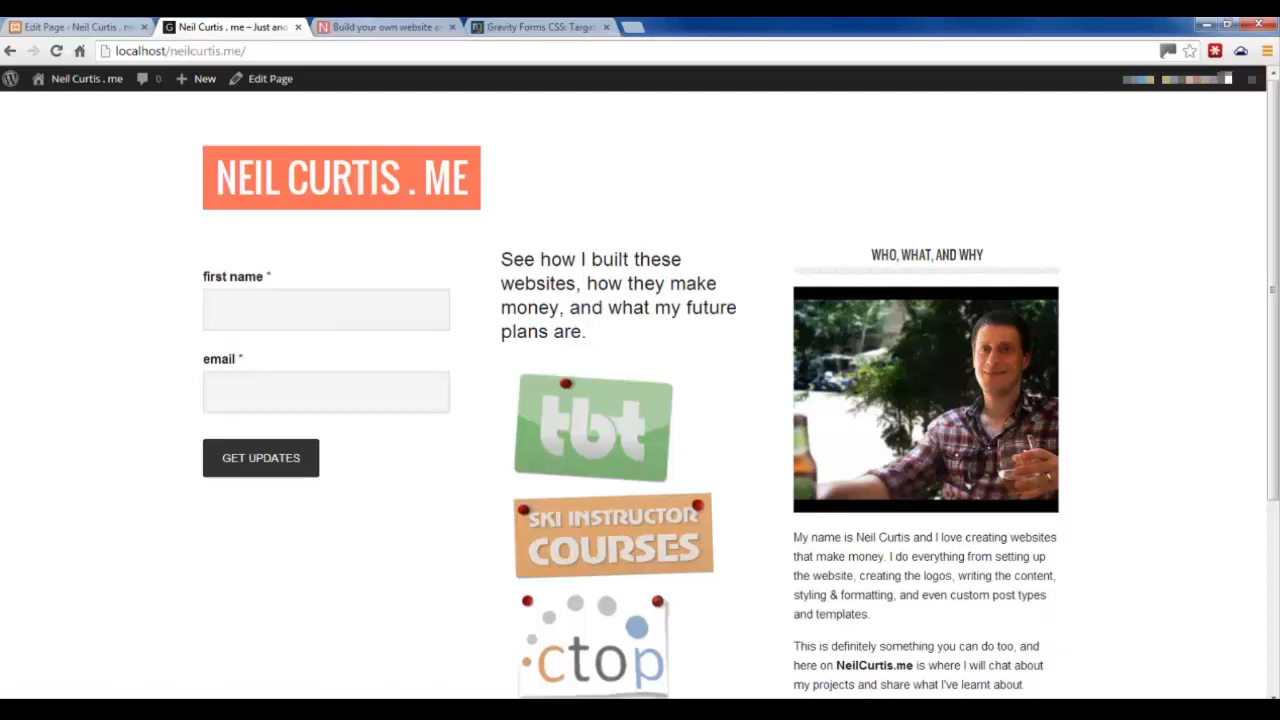 Edit Page - Neil Curtis . me
Neil Curtis . me – Just ano
Build your own website a
Gravity Forms CSS: Targe
localhost/neilcurtis.me/
Neil Curtis . me
0
New
Edit Page
NEIL CURTIS . ME
first name *
email *
GET UPDATES
See how I built these
websites, how they make
money, and what my future
plans are.
tbt
SKI INSTRUCTOR
COURSES
ctop
WHO, WHAT, AND WHY
My name is Neil Curtis and I love creating websites
that make money. I do everything from setting up
the website, creating the logos, writing the content,
styling & formatting, and even custom post types
and templates.
This is definitely something you can do too, and
here on NeilCurtis.me is where I will chat about
my projects and share what I've learnt about